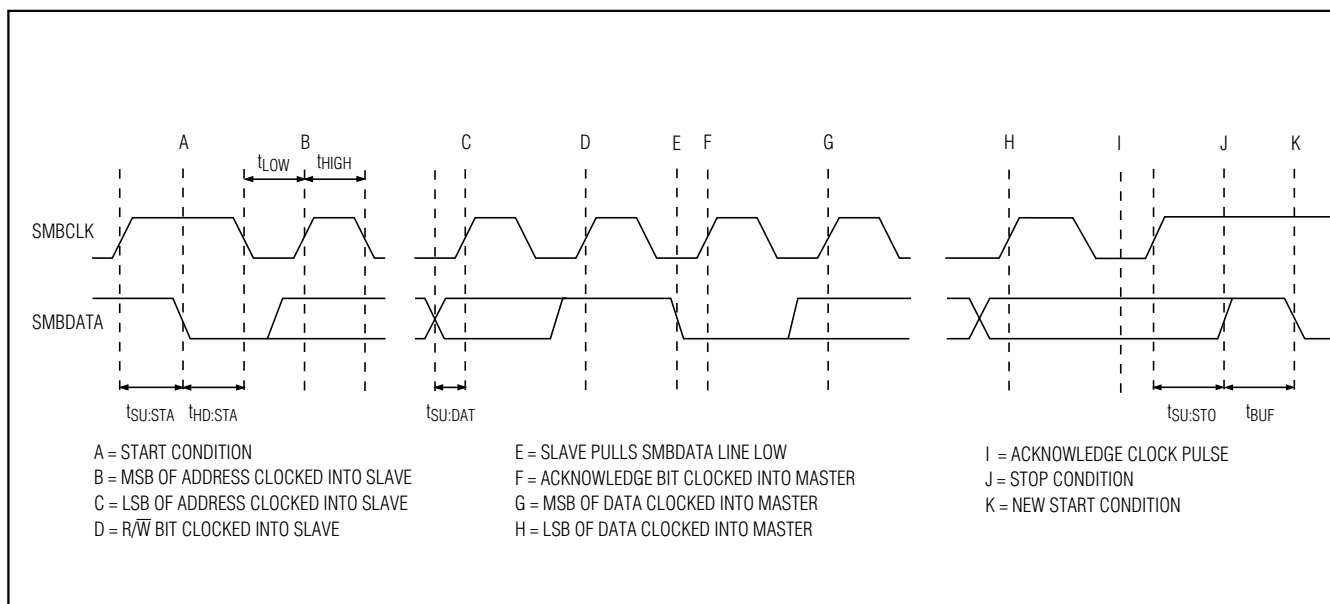 A B C D E F G H I J K
tLOW tHIGH
SMBCLK
SMBDATA
tSU:STA tHD:STA tSU:DAT tSU:STO tBUF
A = START CONDITION
B = MSB OF ADDRESS CLOCKED INTO SLAVE
C = LSB OF ADDRESS CLOCKED INTO SLAVE
D = R/W̅ BIT CLOCKED INTO SLAVE
E = SLAVE PULLS SMBDATA LINE LOW
F = ACKNOWLEDGE BIT CLOCKED INTO MASTER
G = MSB OF DATA CLOCKED INTO MASTER
H = LSB OF DATA CLOCKED INTO MASTER
I = ACKNOWLEDGE CLOCK PULSE
J = STOP CONDITION
K = NEW START CONDITION